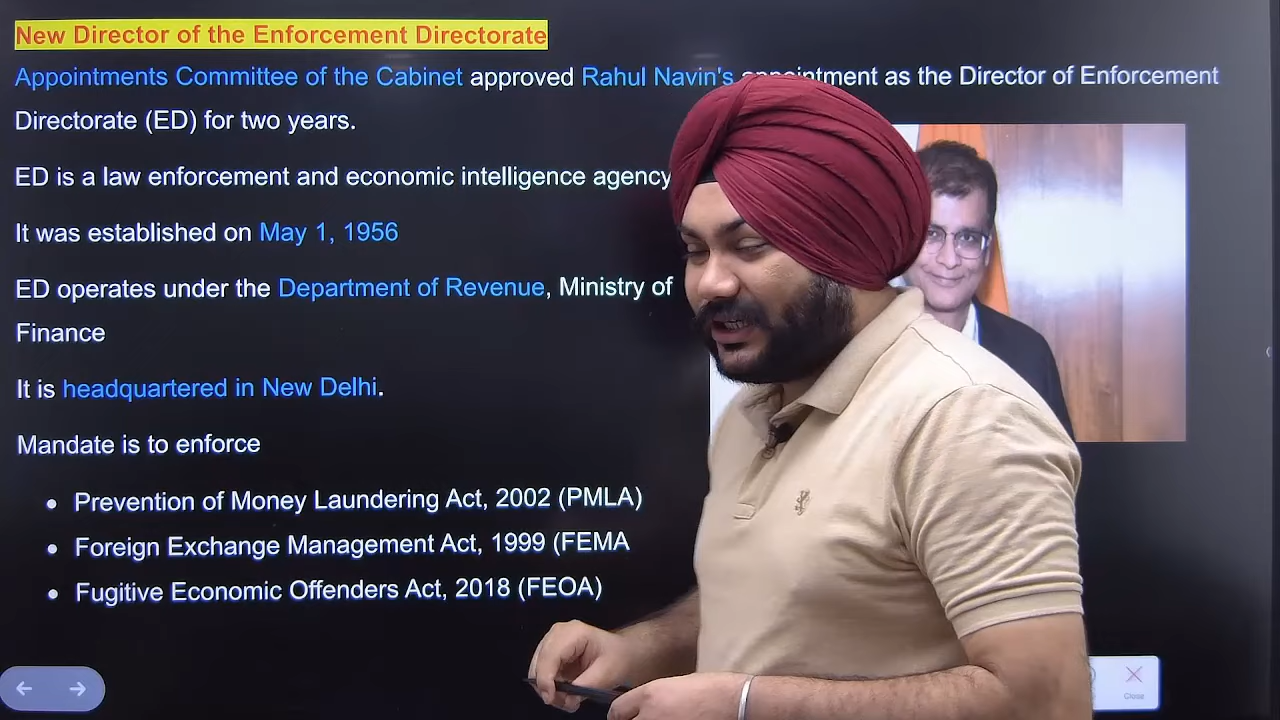 New Director of the Enforcement Directorate
Appointments Committee of the Cabinet approved Rahul Navin's appointment as the Director of Enforcement
Directorate (ED) for two years.
ED is a law enforcement and economic intelligence agency
It was established on May 1, 1956
ED operates under the Department of Revenue, Ministry of
Finance
It is headquartered in New Delhi.
Mandate is to enforce
• Prevention of Money Laundering Act, 2002 (PMLA)
• Foreign Exchange Management Act, 1999 (FEMA
• Fugitive Economic Offenders Act, 2018 (FEOA)
Close